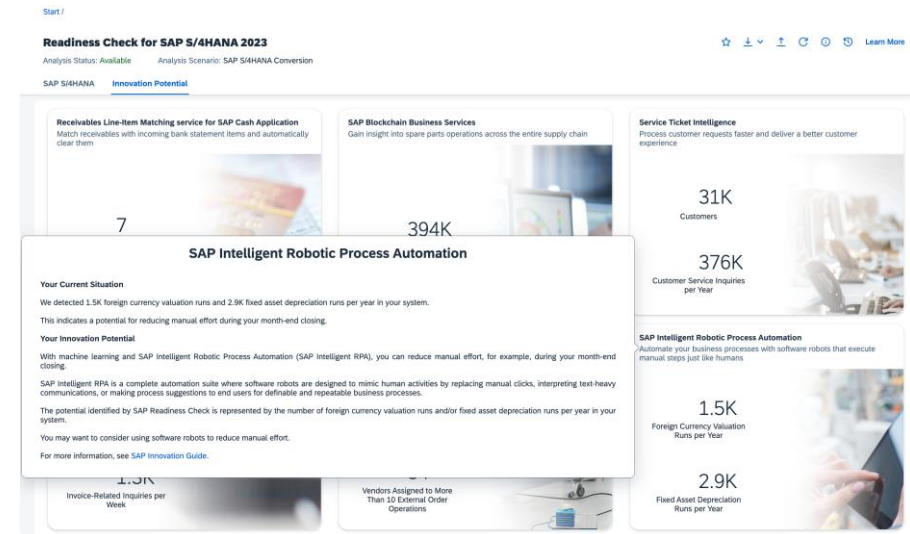 Start /
Readiness Check for SAP S/4HANA 2023
Learn More
Analysis Status: Available Analysis Scenario: SAP S/4HANA Conversion
SAP S/4HANA Innovation Potential
Receivables Line-Item Matching service for SAP Cash Application
Match receivables with incoming bank statement items and automatically
clear them
7
SAP Blockchain Business Services
Gain insight into spare parts operations across the entire supply chain
394K
Service Ticket Intelligence
Process customer requests faster and deliver a better customer
experience
31K
Customers
376K
Customer Service Inquiries
per Year
SAP Intelligent Robotic Process Automation
Your Current Situation
We detected 1.5K foreign currency valuation runs and 2.9K fixed asset depreciation runs per year in your system.
This indicates a potential for reducing manual effort during your month-end closing.
Your Innovation Potential
With machine learning and SAP Intelligent Robotic Process Automation (SAP Intelligent RPA), you can reduce manual effort, for example, during your month-end
closing.
SAP Intelligent RPA is a complete automation suite where software robots are designed to mimic human activities by replacing manual clicks, interpreting text-heavy
communications, or making process suggestions to end users for definable and repeatable business processes.
The potential identified by SAP Readiness Check is represented by the number of foreign currency valuation runs and/or fixed asset depreciation runs per year in your
system.
You may want to consider using software robots to reduce manual effort.
For more information, see SAP Innovation Guide.
SAP Intelligent Robotic Process Automation
Automate your business processes with software robots that execute
manual steps just like humans
1.5K
Foreign Currency Valuation
Runs per Year
2.9K
Fixed Asset Depreciation
Runs per Year
Invoice-Related Inquiries per
Week
Vendors Assigned to More
Than 10 External Order
Operations